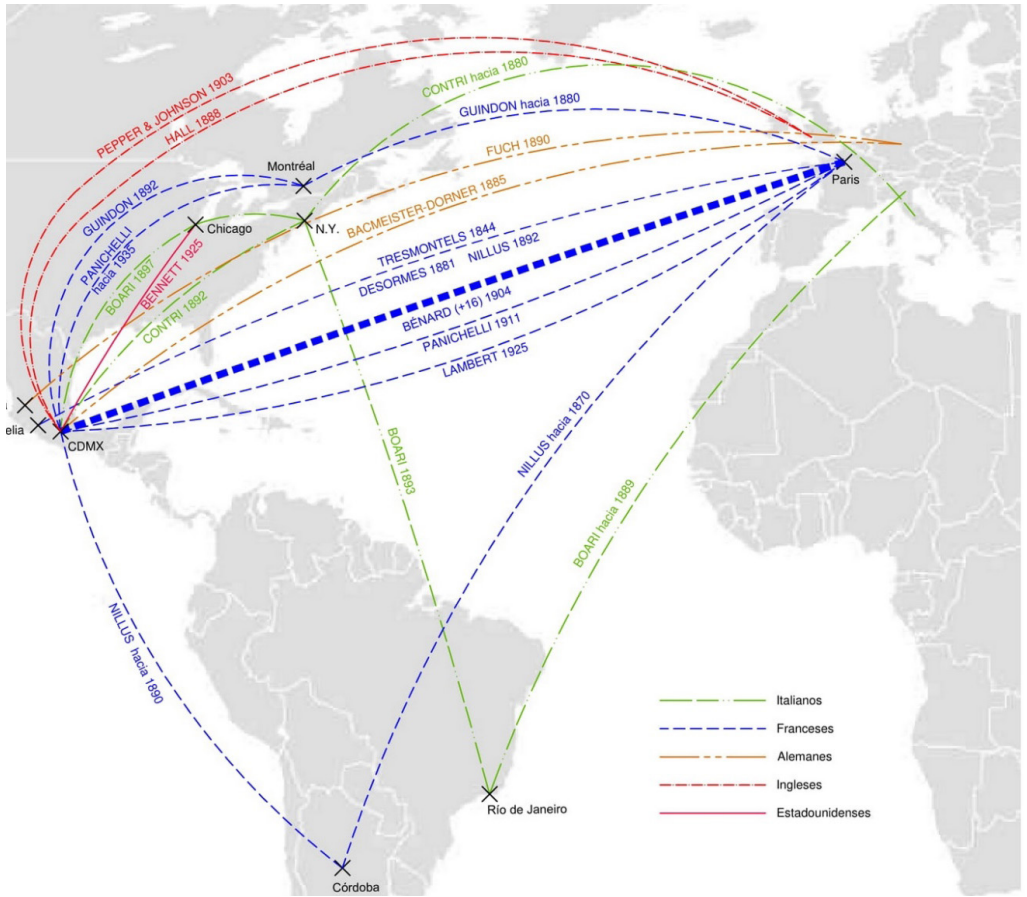 CONTRI hacia 1880
PEPPER & JOHNSON 1903
GUINDON hacia 1880
HALL 1888
FUCH 1890
Montréal
Paris
GUINDON 1892
BACMEISTER-DORNER 1885
Chicago
N.Y.
PANICHELLI
hacia 1935
TRESMONTELS 1844
BOARI 1897
BENNETT 1925
DESORMES 1881 NILLUS 1892
CONTRI 1892
BÉNARD (+16) 1904
PANICHELLI 1911
LAMBERT 1925
elia
CDMX
NILLUS hacia 1870
BOARI 1893
BOARI hacia 1889
NILLUS hacia 1890
Italianos
Franceses
Alemanes
Ingleses
Estadounidenses
Río de Janeiro
Córdoba